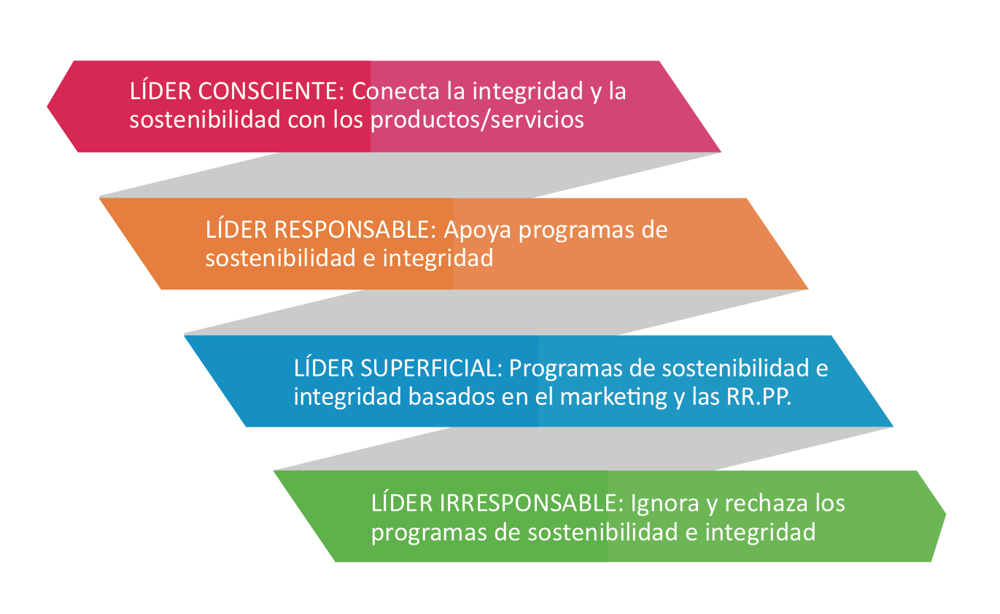 LÍDER CONSCIENTE: Conecta la integridad y la
sostenibilidad con los productos/servicios
LÍDER RESPONSABLE: Apoya programas de
sostenibilidad e integridad
LÍDER SUPERFICIAL: Programas de sostenibilidad e
integridad basados en el marketing y las RR.PP.
LÍDER IRRESPONSABLE: Ignora y rechaza los
programas de sostenibilidad e integridad